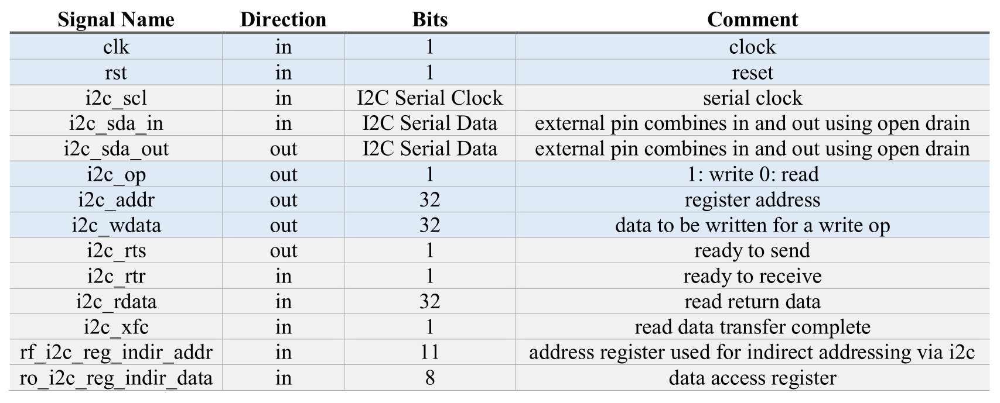 Signal Name Direction Bits Comment
clk in 1 clock
rst in 1 reset
i2c_scl in I2C Serial Clock serial clock
i2c_sda_in in I2C Serial Data external pin combines in and out using open drain
i2c_sda_out out I2C Serial Data external pin combines in and out using open drain
i2c_op out 1 1: write 0: read
i2c_addr out 32 register address
i2c_wdata out 32 data to be written for a write op
i2c_rts out 1 ready to send
i2c_rtr in 1 ready to receive
i2c_rdata in 32 read return data
i2c_xfc in 1 read data transfer complete
rf_i2c_reg_indir_addr in 11 address register used for indirect addressing via i2c
ro_i2c_reg_indir_data in 8 data access register